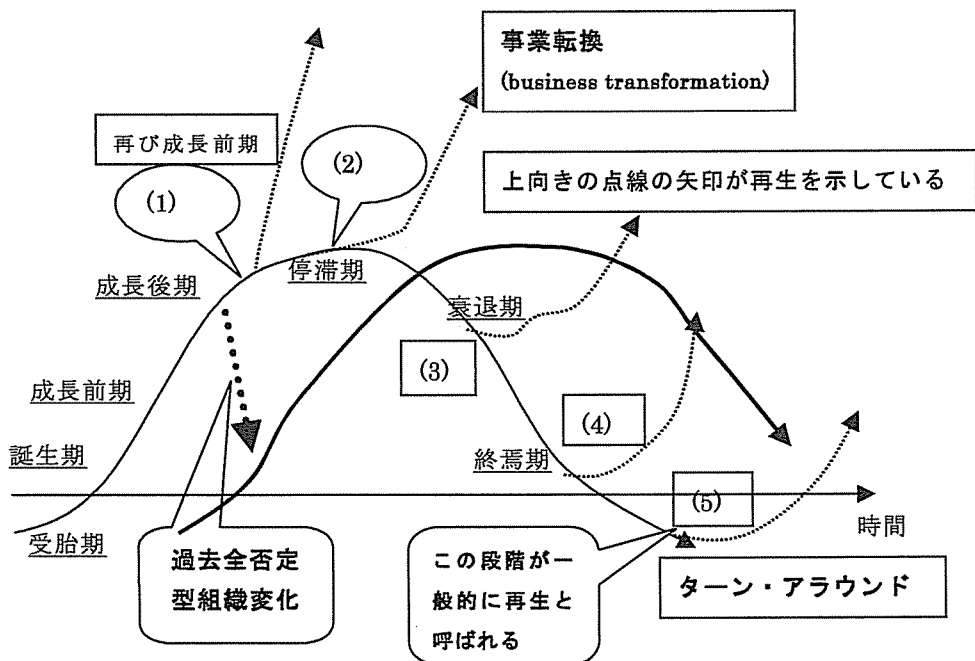 事業転換
(business transformation)
再び成長前期
(1)
(2)
上向きの点線の矢印が再生を示している
成長後期
停滞期
衰退期
(3)
成長前期
(4)
誕生期
終焉期
(5)
時間
受胎期
過去全否定
型組織変化
この段階が一
般的に再生と
呼ばれる
ターン・アラウンド